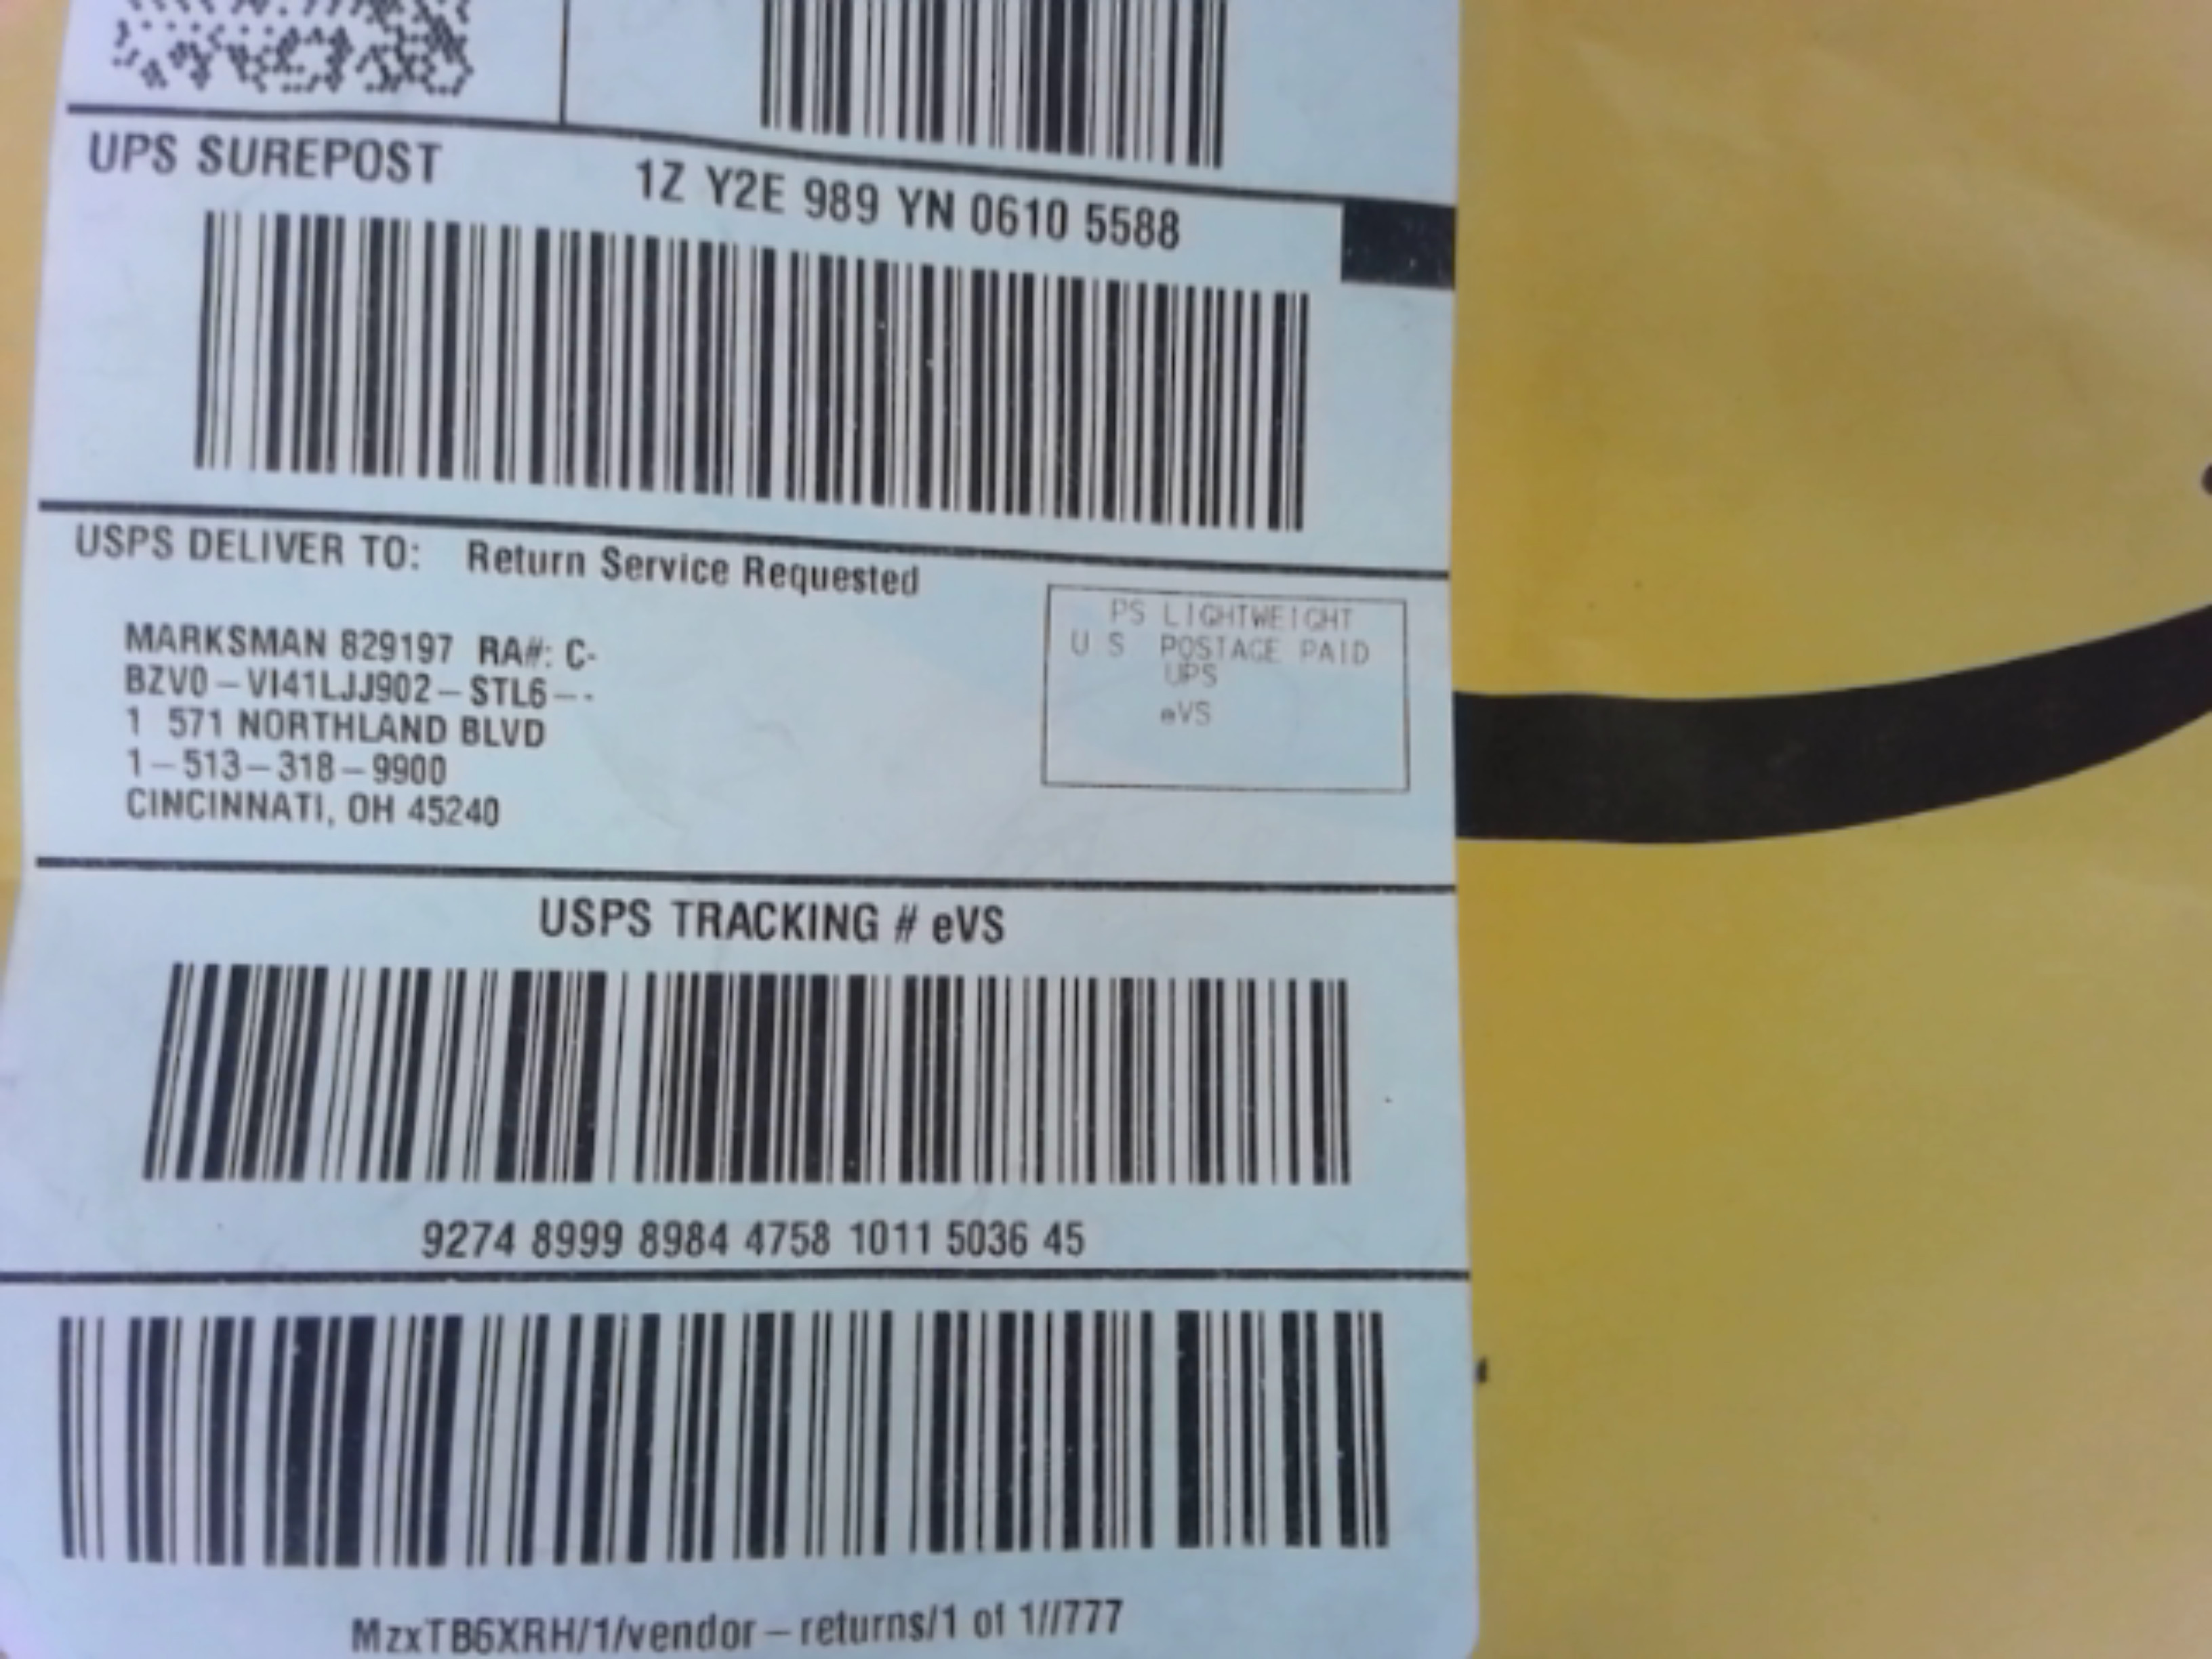 UPS SUREPOST
1Z Y2E 989 YN 0610 5588
USPS DELIVER TO: Return Service Requested
MARKSMAN 829197 RA#: C-
BZV0-VI41LJJ902-STL6--
1 571 NORTHLAND BLVD
1-513-318-9900
CINCINNATI, OH 45240
PS LIGHTWEIGHT
U S POSTAGE PAID
UPS
eVS
USPS TRACKING # eVS
9274 8999 8984 4758 1011 5036 45
MzxTB6XRH/1/vendor-returns/1 of 1//777